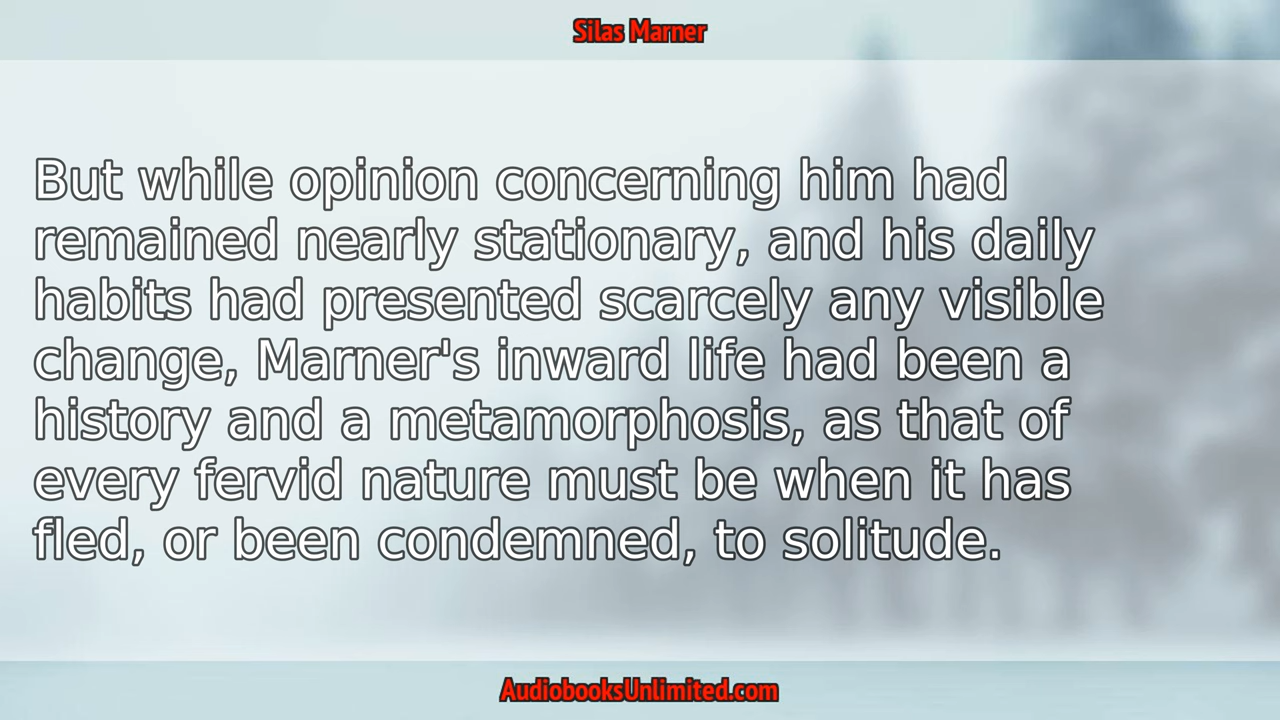 Silas Marner
But while opinion concerning him had
remained nearly stationary, and his daily
habits had presented scarcely any visible
change, Marner's inward life had been a
history and a metamorphosis, as that of
every fervid nature must be when it has
fled, or been condemned, to solitude.
AudiobooksUnlimited.com